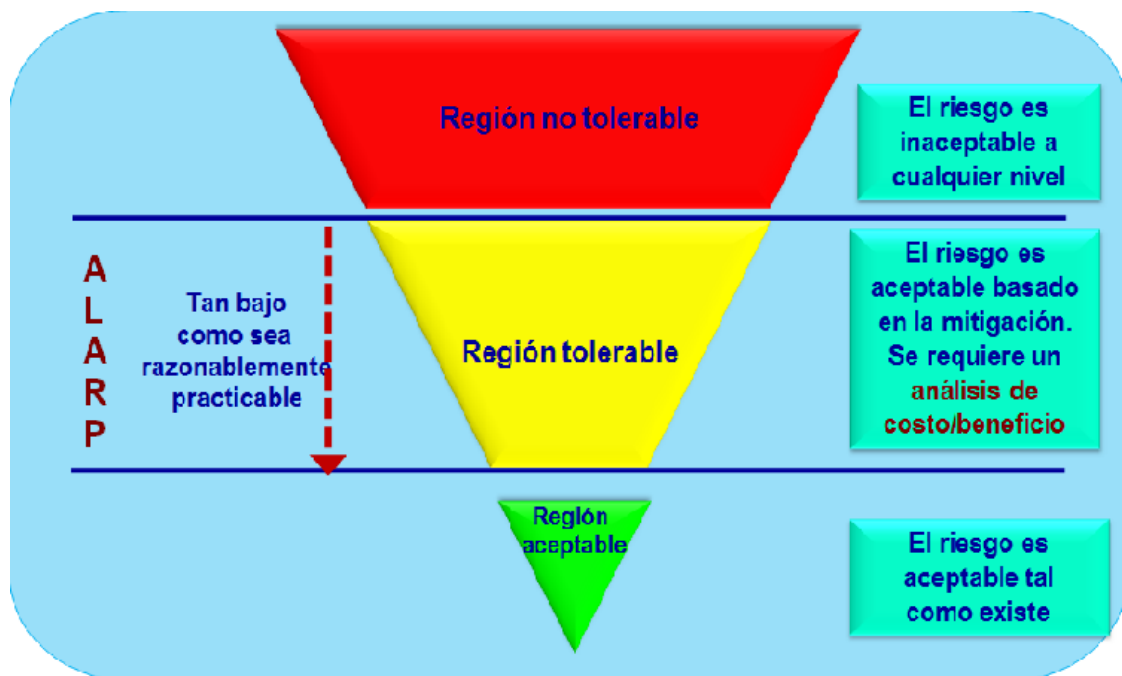 Región no tolerable
El riesgo es
inaceptable a
cualquier nivel
A
L
A
R
P
Tan bajo
como sea
razonablemente
practicable
Región tolerable
El riesgo es
aceptable basado
en la mitigación.
Se requiere un
análisis de
costo/beneficio
Región
aceptable
El riesgo es
aceptable tal
como existe